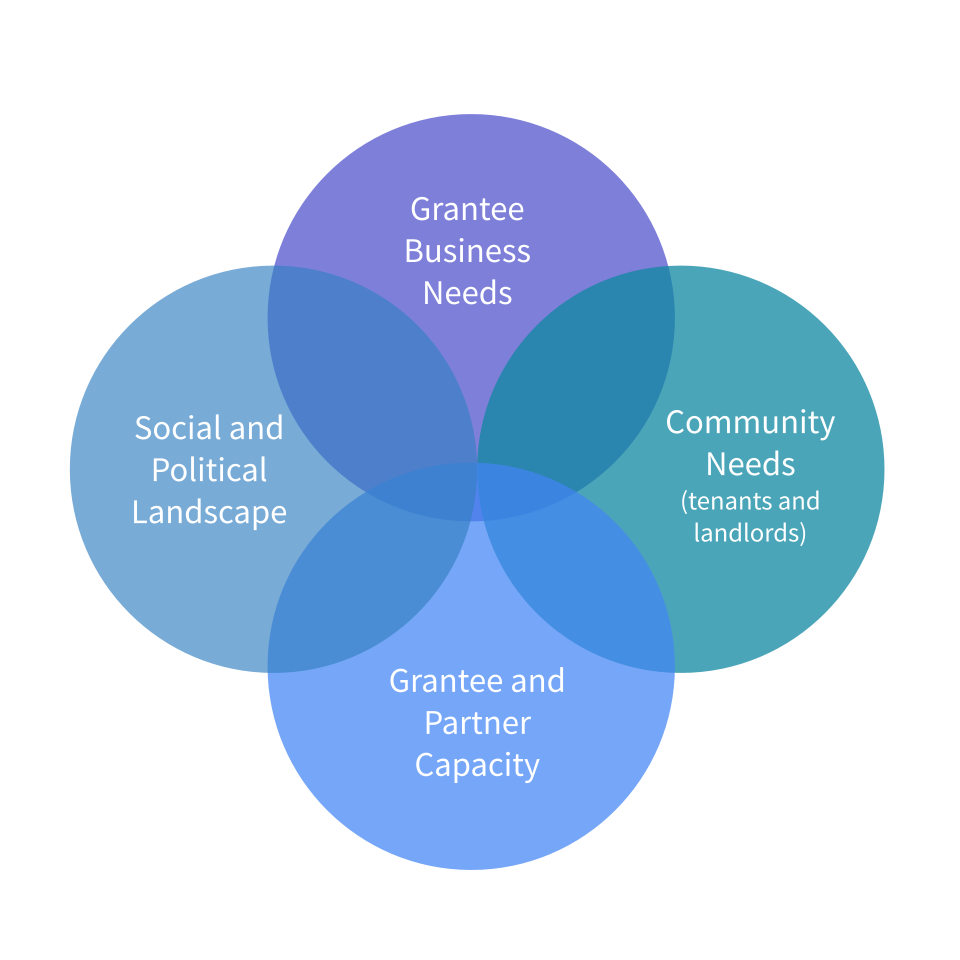 Grantee
Business
Needs
Social and
Political
Landscape
Community
Needs
(tenants and
landlords)
Grantee and
Partner
Capacity